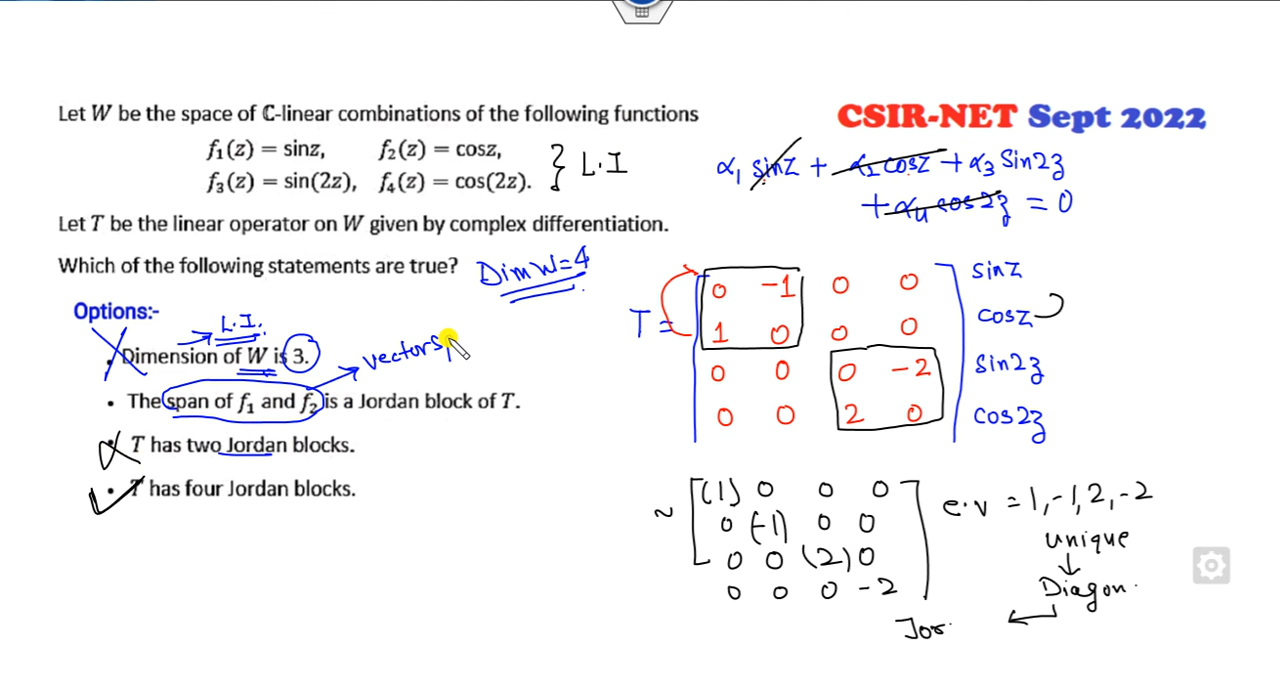 Let W be the space of ℂ-linear combinations of the following functions
f₁(z) = sinz, f₂(z) = cosz,
f₃(z) = sin(2z), f₄(z) = cos(2z).
} L.I
CSIR-NET Sept 2022
α₁ sinz + α₂ cosz + α₃ Sin2z
+ α₄ cos2z = 0
Let T be the linear operator on W given by complex differentiation.
Which of the following statements are true?
Dim W = 4
Options:-
L.I.
• Dimension of W is 3.
vectors,
• The span of f₁ and f₂ is a Jordan block of T.
• T has two Jordan blocks.
• T has four Jordan blocks.
T =
0 -1 0 0 sinz
1 0 0 0 cosz
0 0 0 -2 sin2z
0 0 2 0 cos2z
~
(1) 0 0 0
0 (-1) 0 0
0 0 (2) 0
0 0 0 -2
e.v = 1, -1, 2, -2
unique
↓
Diagon.
←
Jor.